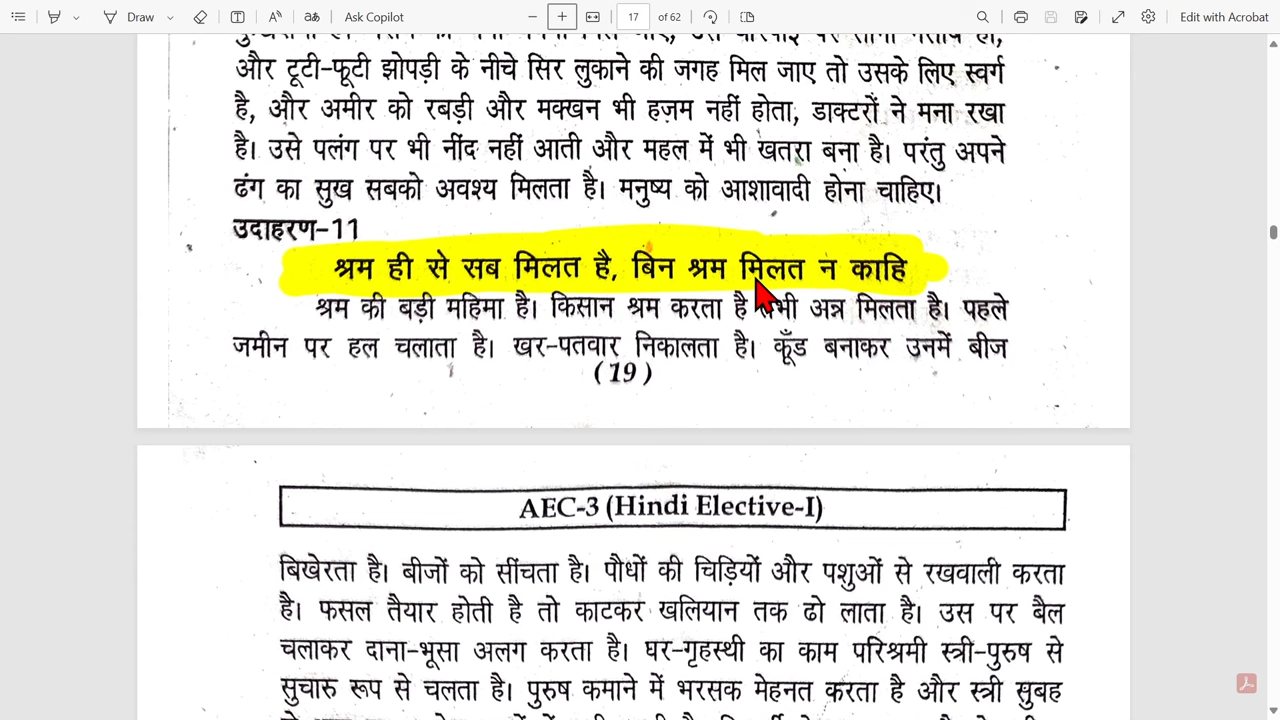 Draw
Ask Copilot
17 of 62
Edit with Acrobat
और टूटी-फूटी झोपड़ी के नीचे सिर लुकाने की जगह मिल जाए तो उसके लिए स्वर्ग
है, और अमीर को रबड़ी और मक्खन भी हज़म नहीं होता, डाक्टरों ने मना रखा
है। उसे पलंग पर भी नींद नहीं आती और महल में भी खतरा बना है। परंतु अपने
ढंग का सुख सबको अवश्य मिलता है। मनुष्य को आशावादी होना चाहिए।
उदाहरण-11
श्रम ही से सब मिलत है, बिन श्रम मिलत न काहि
श्रम की बड़ी महिमा है। किसान श्रम करता है अन्न मिलता है। पहले
जमीन पर हल चलाता है। खर-पतवार निकालता है। कूँड बनाकर उनमें बीज
(19)
AEC-3 (Hindi Elective-I)
बिखेरता है। बीजों को सींचता है। पौधों की चिड़ियों और पशुओं से रखवाली करता
है। फसल तैयार होती है तो काटकर खलियान तक ढो लाता है। उस पर बैल
चलाकर दाना-भूसा अलग करता है। घर-गृहस्थी का काम परिश्रमी स्त्री-पुरुष से
सुचारु रूप से चलता है। पुरुष कमाने में भरसक मेहनत करता है और स्त्री सुबह